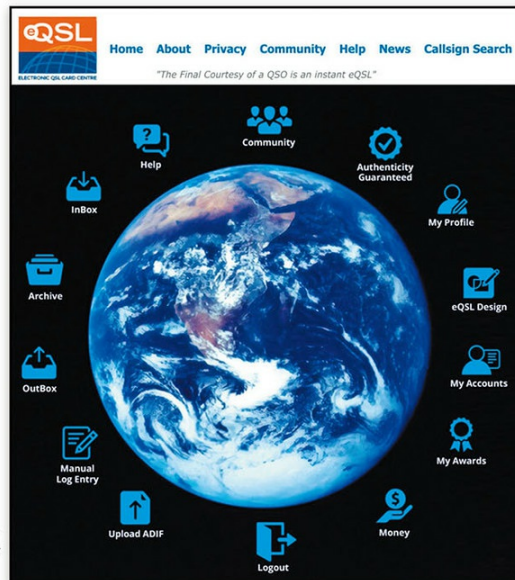 eQSL
ELECTRONIC QSL CARD CENTRE
Home About Privacy Community Help News Callsign Search
"The Final Courtesy of a QSO is an instant eQSL"
Community
Help
Authenticity
Guaranteed
InBox
My Profile
Archive
eQSL Design
OutBox
My Accounts
Manual
Log Entry
My Awards
Upload ADIF
Money
Logout